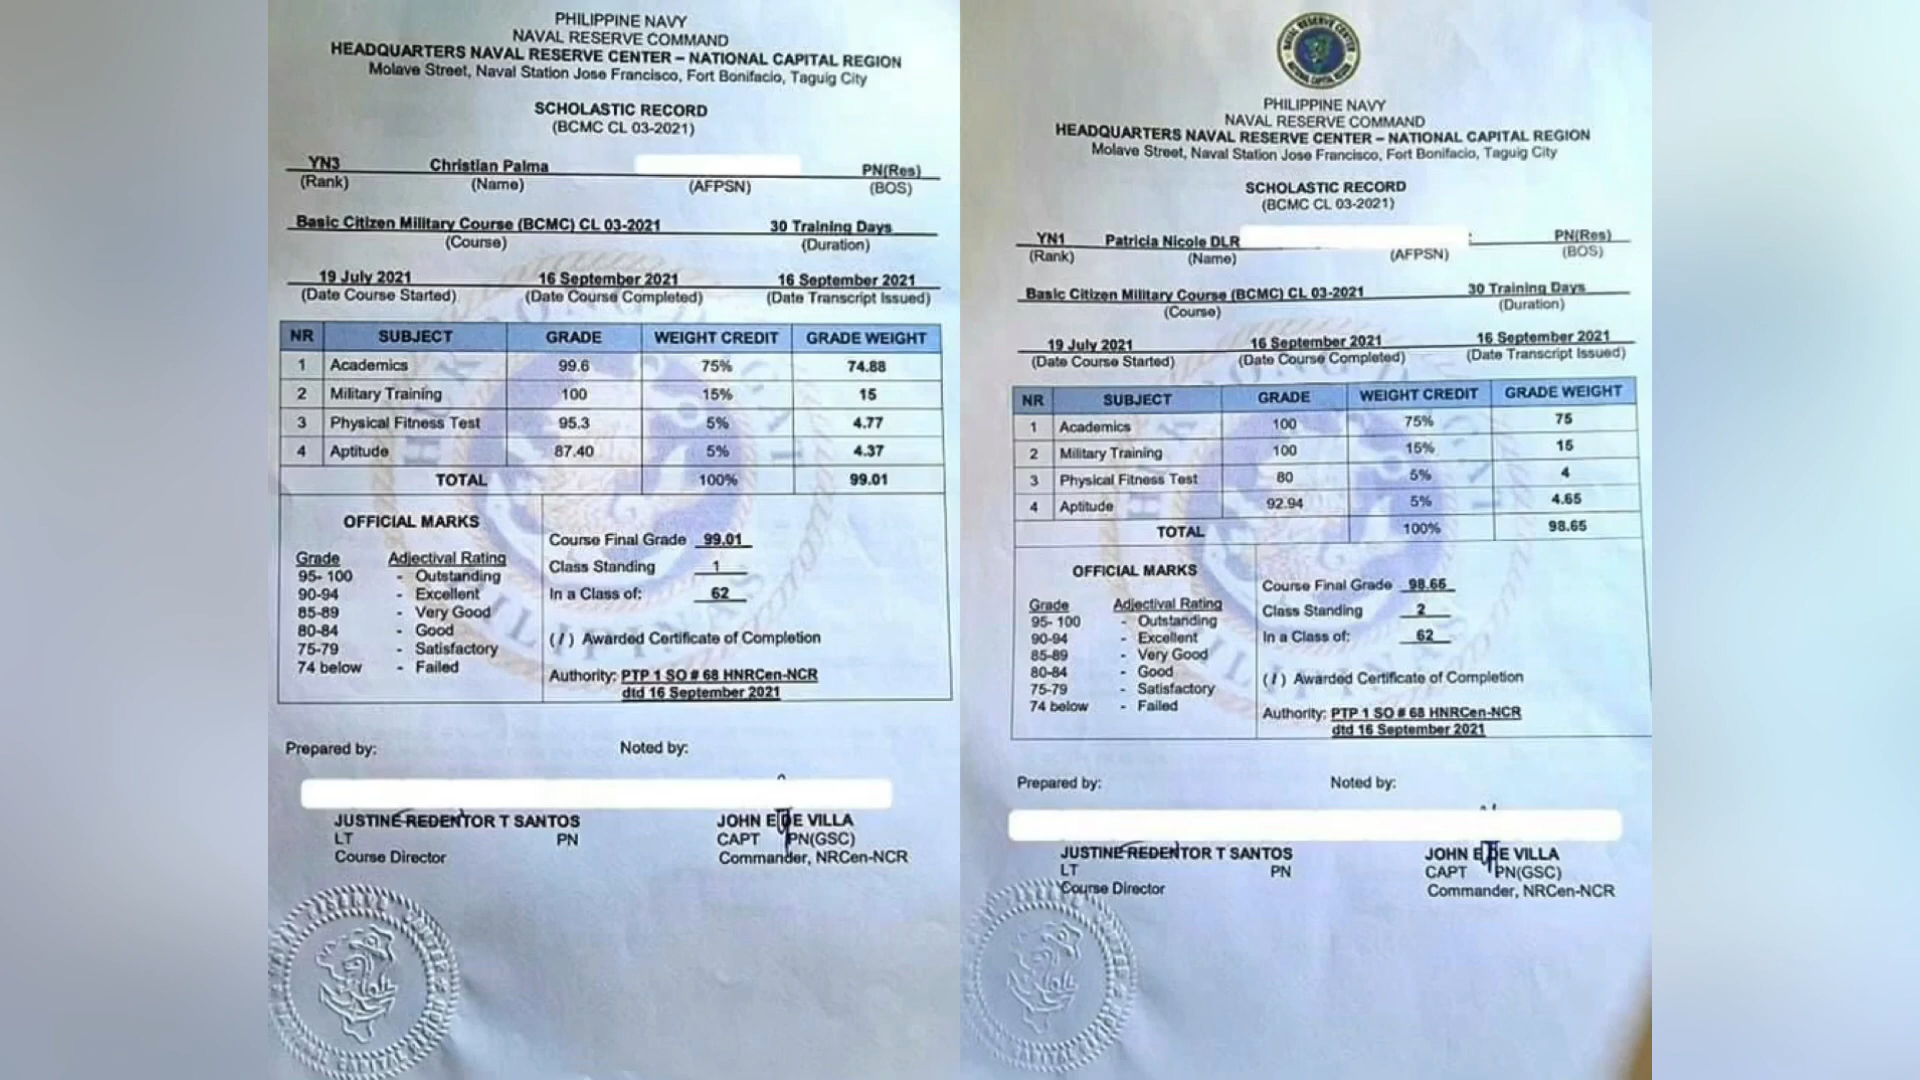 PHILIPPINE NAVY
NAVAL RESERVE COMMAND
HEADQUARTERS NAVAL RESERVE CENTER – NATIONAL CAPITAL REGION
Molave Street, Naval Station Jose Francisco, Fort Bonifacio, Taguig City
SCHOLASTIC RECORD
(BCMC CL 03-2021)
YN3 Christian Palma PN(Res)
(Rank) (Name) (AFPSN) (BOS)
Basic Citizen Military Course (BCMC) CL 03-2021 30 Training Days
(Course) (Duration)
19 July 2021 16 September 2021 16 September 2021
(Date Course Started) (Date Course Completed) (Date Transcript Issued)
NR SUBJECT GRADE WEIGHT CREDIT GRADE WEIGHT
1 Academics 99.6 75% 74.88
2 Military Training 100 15% 15
3 Physical Fitness Test 95.3 5% 4.77
4 Aptitude 87.40 5% 4.37
TOTAL 100% 99.01
OFFICIAL MARKS
Grade Adjectival Rating
95- 100 - Outstanding
90-94 - Excellent
85-89 - Very Good
80-84 - Good
75-79 - Satisfactory
74 below - Failed
Course Final Grade 99.01
Class Standing 1
In a Class of: 62
( / ) Awarded Certificate of Completion
Authority: PTP 1 SO # 68 HNRCen-NCR
dtd 16 September 2021
Prepared by: Noted by:
JUSTINE REDENTOR T SANTOS JOHN E DE VILLA
LT PN CAPT PN(GSC)
Course Director Commander, NRCen-NCR
NAVAL RESERVE CENTER
NATIONAL CAPITAL REGION
PHILIPPINE NAVY
NAVAL RESERVE COMMAND
HEADQUARTERS NAVAL RESERVE CENTER – NATIONAL CAPITAL REGION
Molave Street, Naval Station Jose Francisco, Fort Bonifacio, Taguig City
SCHOLASTIC RECORD
(BCMC CL 03-2021)
YN1 Patricia Nicole DLR PN(Res)
(Rank) (Name) (AFPSN) (BOS)
Basic Citizen Military Course (BCMC) CL 03-2021 30 Training Days
(Course) (Duration)
19 July 2021 16 September 2021 16 September 2021
(Date Course Started) (Date Course Completed) (Date Transcript Issued)
NR SUBJECT GRADE WEIGHT CREDIT GRADE WEIGHT
1 Academics 100 75% 75
2 Military Training 100 15% 15
3 Physical Fitness Test 80 5% 4
4 Aptitude 92.94 5% 4.65
TOTAL 100% 98.65
OFFICIAL MARKS
Grade Adjectival Rating
95- 100 - Outstanding
90-94 - Excellent
85-89 - Very Good
80-84 - Good
75-79 - Satisfactory
74 below - Failed
Course Final Grade 98.65
Class Standing 2
In a Class of: 62
( / ) Awarded Certificate of Completion
Authority: PTP 1 SO # 68 HNRCen-NCR
dtd 16 September 2021
Prepared by: Noted by:
JUSTINE REDENTOR T SANTOS JOHN E DE VILLA
LT PN CAPT PN(GSC)
Course Director Commander, NRCen-NCR